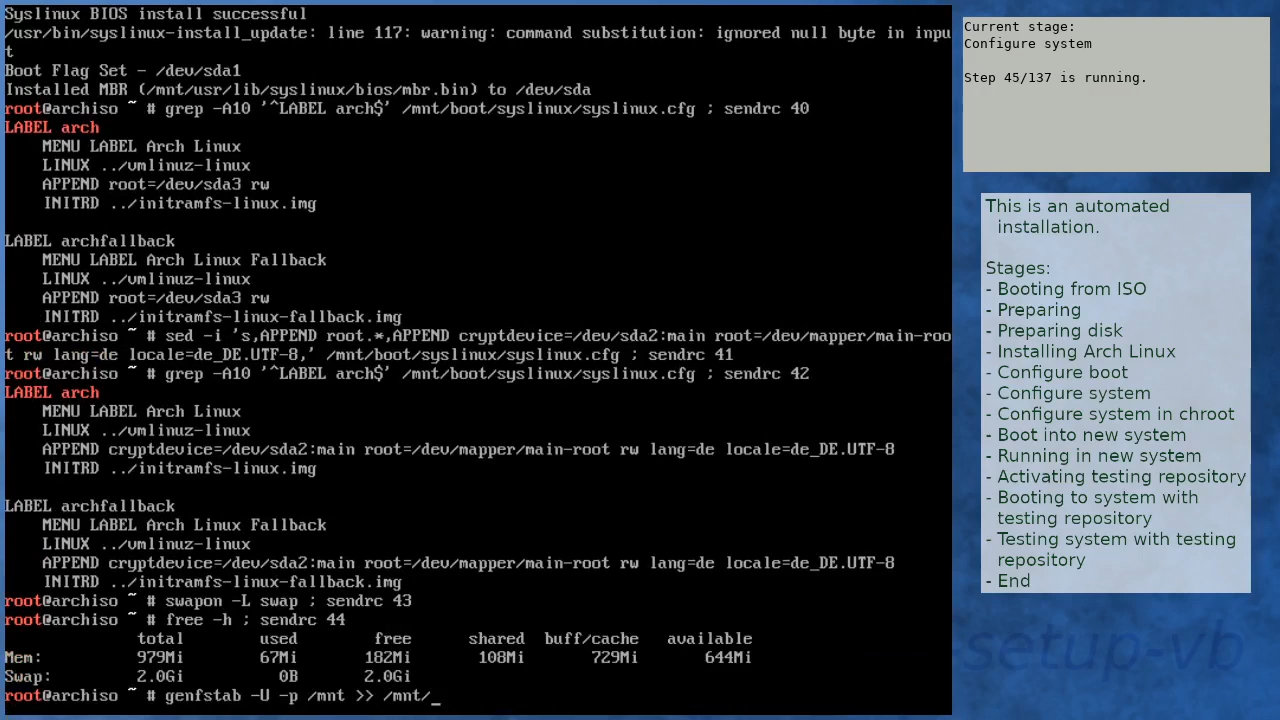 Syslinux BIOS install successful
/usr/bin/syslinux-install_update: line 117: warning: command substitution: ignored null byte in inpu
t
Boot Flag Set - /dev/sda1
Installed MBR (/mnt/usr/lib/syslinux/bios/mbr.bin) to /dev/sda
root@archiso ~ # grep -A10 '^LABEL arch$' /mnt/boot/syslinux/syslinux.cfg ; sendrc 40
LABEL arch
    MENU LABEL Arch Linux
    LINUX ../vmlinuz-linux
    APPEND root=/dev/sda3 rw
    INITRD ../initramfs-linux.img

LABEL archfallback
    MENU LABEL Arch Linux Fallback
    LINUX ../vmlinuz-linux
    APPEND root=/dev/sda3 rw
    INITRD ../initramfs-linux-fallback.img
root@archiso ~ # sed -i 's,APPEND root.*,APPEND cryptdevice=/dev/sda2:main root=/dev/mapper/main-roo
t rw lang=de locale=de_DE.UTF-8,' /mnt/boot/syslinux/syslinux.cfg ; sendrc 41
root@archiso ~ # grep -A10 '^LABEL arch$' /mnt/boot/syslinux/syslinux.cfg ; sendrc 42
LABEL arch
    MENU LABEL Arch Linux
    LINUX ../vmlinuz-linux
    APPEND cryptdevice=/dev/sda2:main root=/dev/mapper/main-root rw lang=de locale=de_DE.UTF-8
    INITRD ../initramfs-linux.img

LABEL archfallback
    MENU LABEL Arch Linux Fallback
    LINUX ../vmlinuz-linux
    APPEND cryptdevice=/dev/sda2:main root=/dev/mapper/main-root rw lang=de locale=de_DE.UTF-8
    INITRD ../initramfs-linux-fallback.img
root@archiso ~ # swapon -L swap ; sendrc 43
root@archiso ~ # free -h ; sendrc 44
              total        used        free      shared  buff/cache   available
Mem:          979Mi        67Mi       182Mi       108Mi       729Mi       644Mi
Swap:         2.0Gi          0B       2.0Gi
root@archiso ~ # genfstab -U -p /mnt >> /mnt/_
Current stage:
Configure system

Step 45/137 is running.
This is an automated
installation.

Stages:
- Booting from ISO
- Preparing
- Preparing disk
- Installing Arch Linux
- Configure boot
- Configure system
- Configure system in chroot
- Boot into new system
- Running in new system
- Activating testing repository
- Booting to system with
testing repository
- Testing system with testing
repository
- End
setup-vb